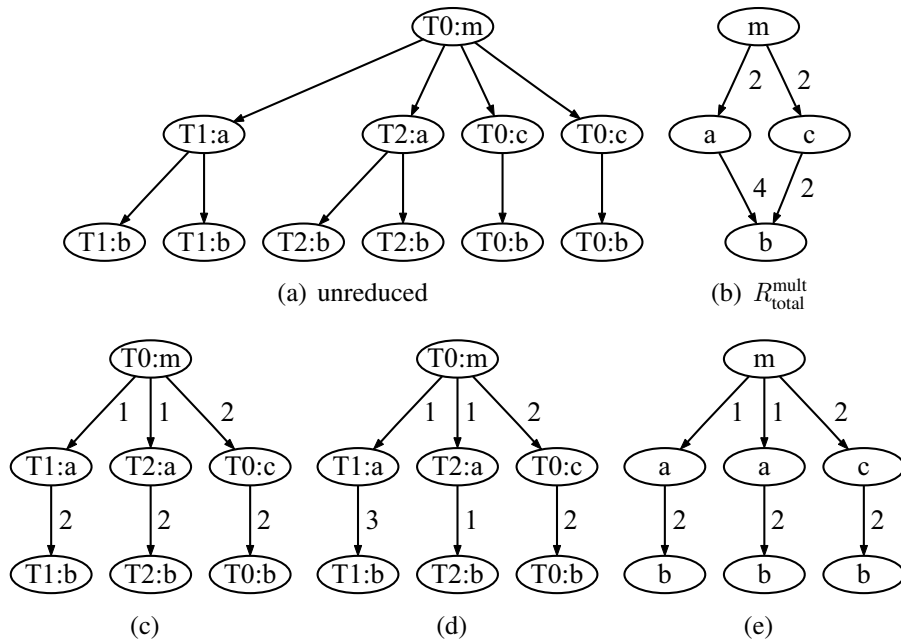 T0:m
T1:a T2:a T0:c T0:c
T1:b T1:b T2:b T2:b T0:b T0:b
(a) unreduced
m
2 2
a c
4 2
b
(b) R^mult_total
T0:m
1 1 2
T1:a T2:a T0:c
2 2 2
T1:b T2:b T0:b
(c)
T0:m
1 1 2
T1:a T2:a T0:c
3 1 2
T1:b T2:b T0:b
(d)
m
1 1 2
a a c
2 2 2
b b b
(e)